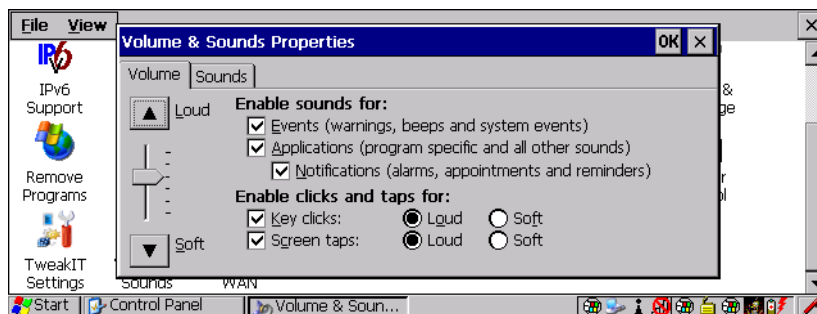 File View
Volume & Sounds Properties OK
IPv6
Support
Volume Sounds
&
ge
Loud
Enable sounds for:
Events (warnings, beeps and system events)
Applications (program specific and all other sounds)
Notifications (alarms, appointments and reminders)
Remove
Programs
Enable clicks and taps for:
Key clicks: Loud Soft
Screen taps: Loud Soft
Soft
TweakIT
Settings
Sounds
WAN
Start Control Panel Volume & Soun...